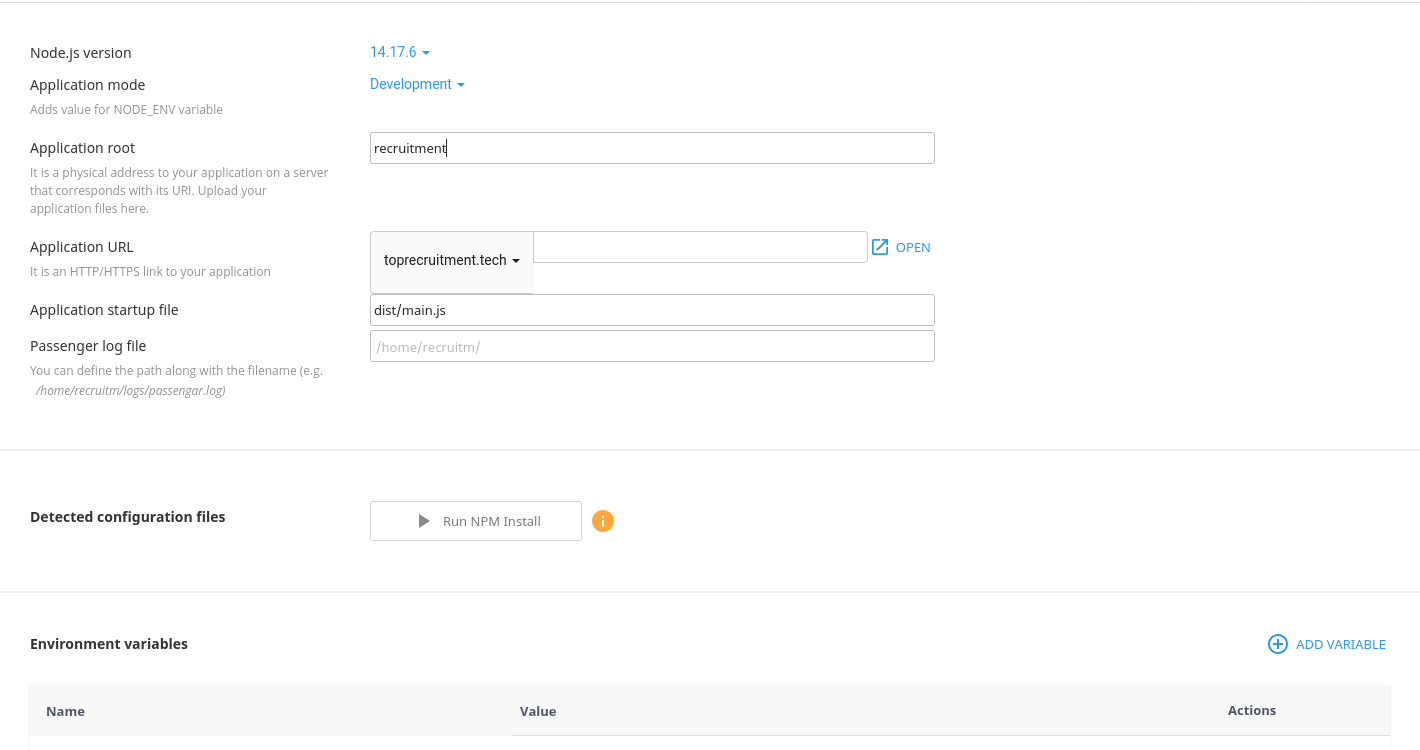 Node.js version
14.17.6
Application mode
Development
Adds value for NODE_ENV variable
Application root
recruitment
It is a physical address to your application on a server
that corresponds with its URI. Upload your
application files here.
Application URL
toprecruitment.tech
OPEN
It is an HTTP/HTTPS link to your application
Application startup file
dist/main.js
Passenger log file
/home/recruitm/
You can define the path along with the filename (e.g.
/home/recruitm/logs/passengar.log)
Detected configuration files
Run NPM Install
Environment variables
ADD VARIABLE
Name
Value
Actions